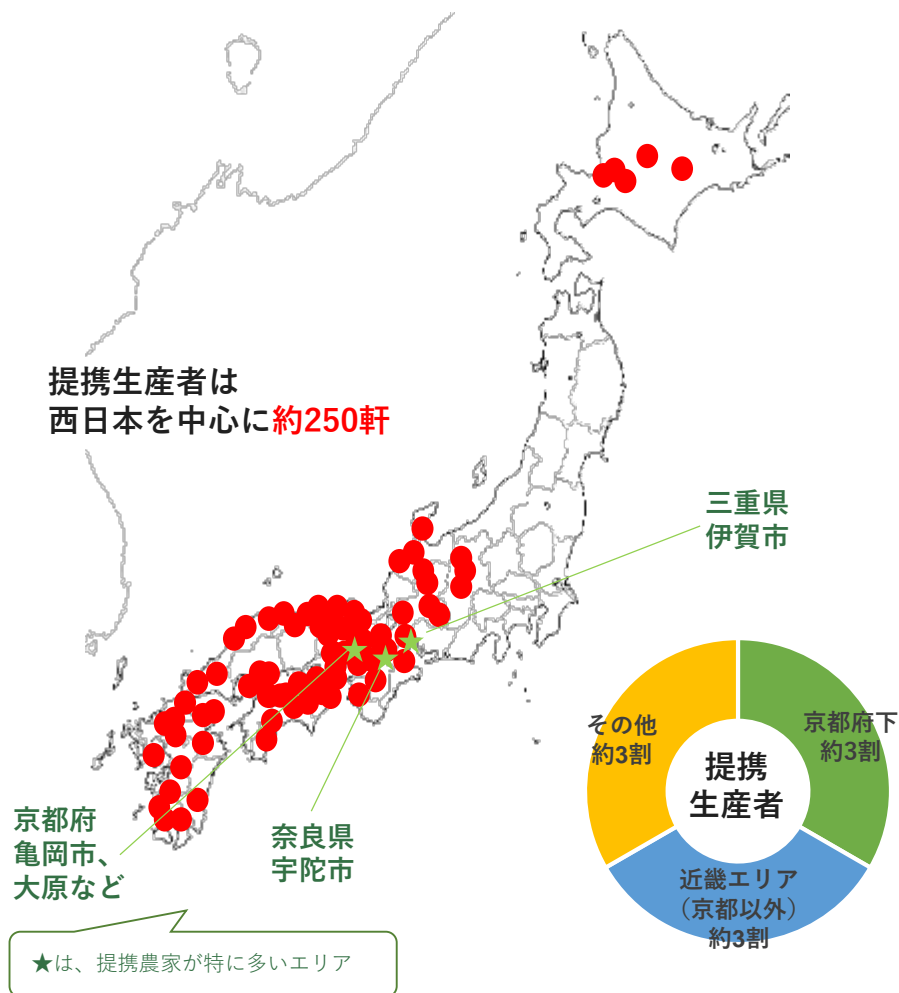 提携生産者は
西日本を中心に約250軒
三重県
伊賀市
京都府
亀岡市、
大原など
奈良県
宇陀市
★は、提携農家が特に多いエリア
その他
約3割
京都府下
約3割
提携
生産者
近畿エリア
（京都以外）
約3割